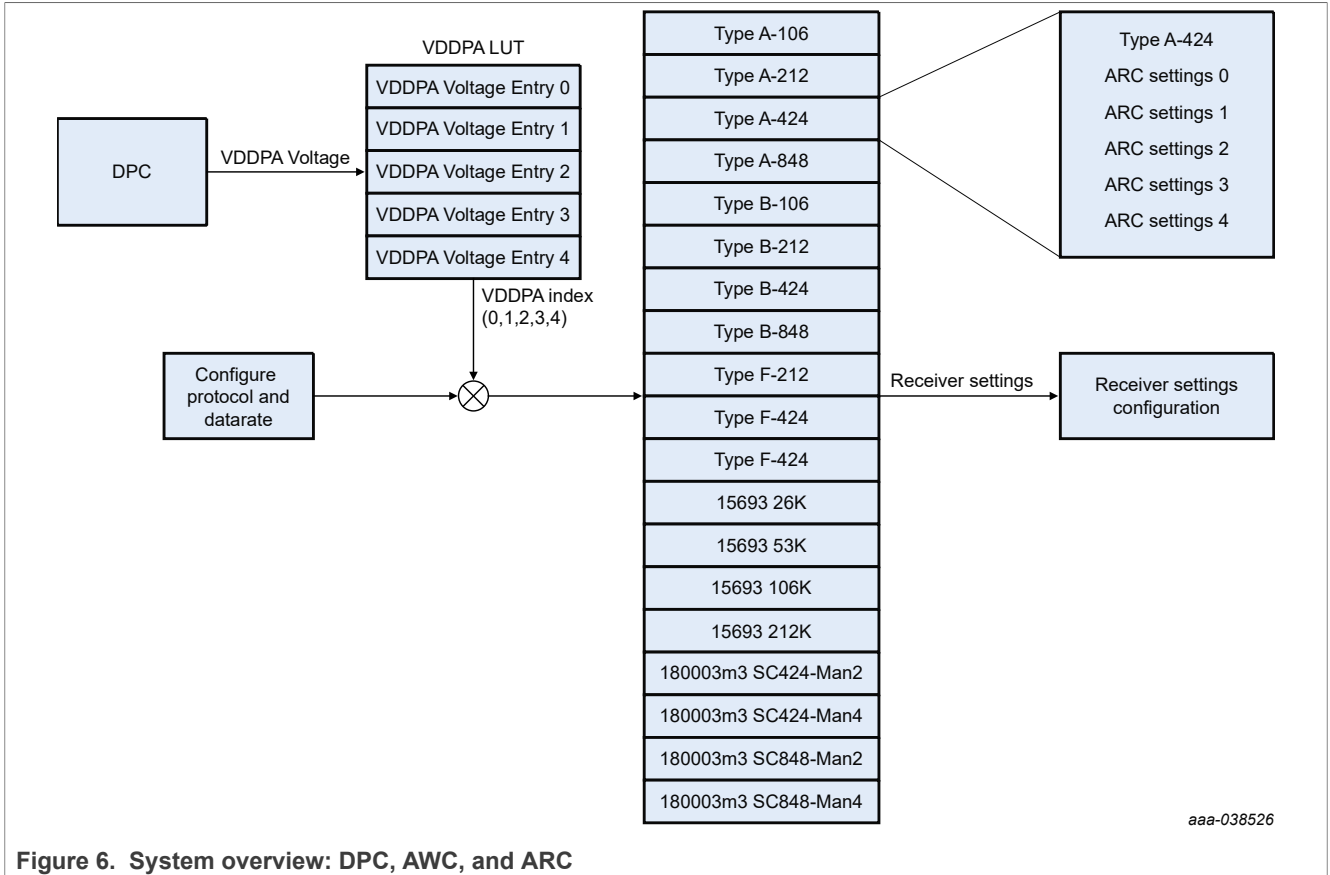 VDDPA LUT
VDDPA Voltage Entry 0
VDDPA Voltage Entry 1
VDDPA Voltage Entry 2
VDDPA Voltage Entry 3
VDDPA Voltage Entry 4
DPC
VDDPA Voltage
VDDPA index
(0,1,2,3,4)
Configure
protocol and
datarate
Type A-106
Type A-212
Type A-424
Type A-848
Type B-106
Type B-212
Type B-424
Type B-848
Type F-212
Type F-424
Type F-424
15693 26K
15693 53K
15693 106K
15693 212K
180003m3 SC424-Man2
180003m3 SC424-Man4
180003m3 SC848-Man2
180003m3 SC848-Man4
Type A-424
ARC settings 0
ARC settings 1
ARC settings 2
ARC settings 3
ARC settings 4
Receiver settings
Receiver settings
configuration
aaa-038526
Figure 6. System overview: DPC, AWC, and ARC